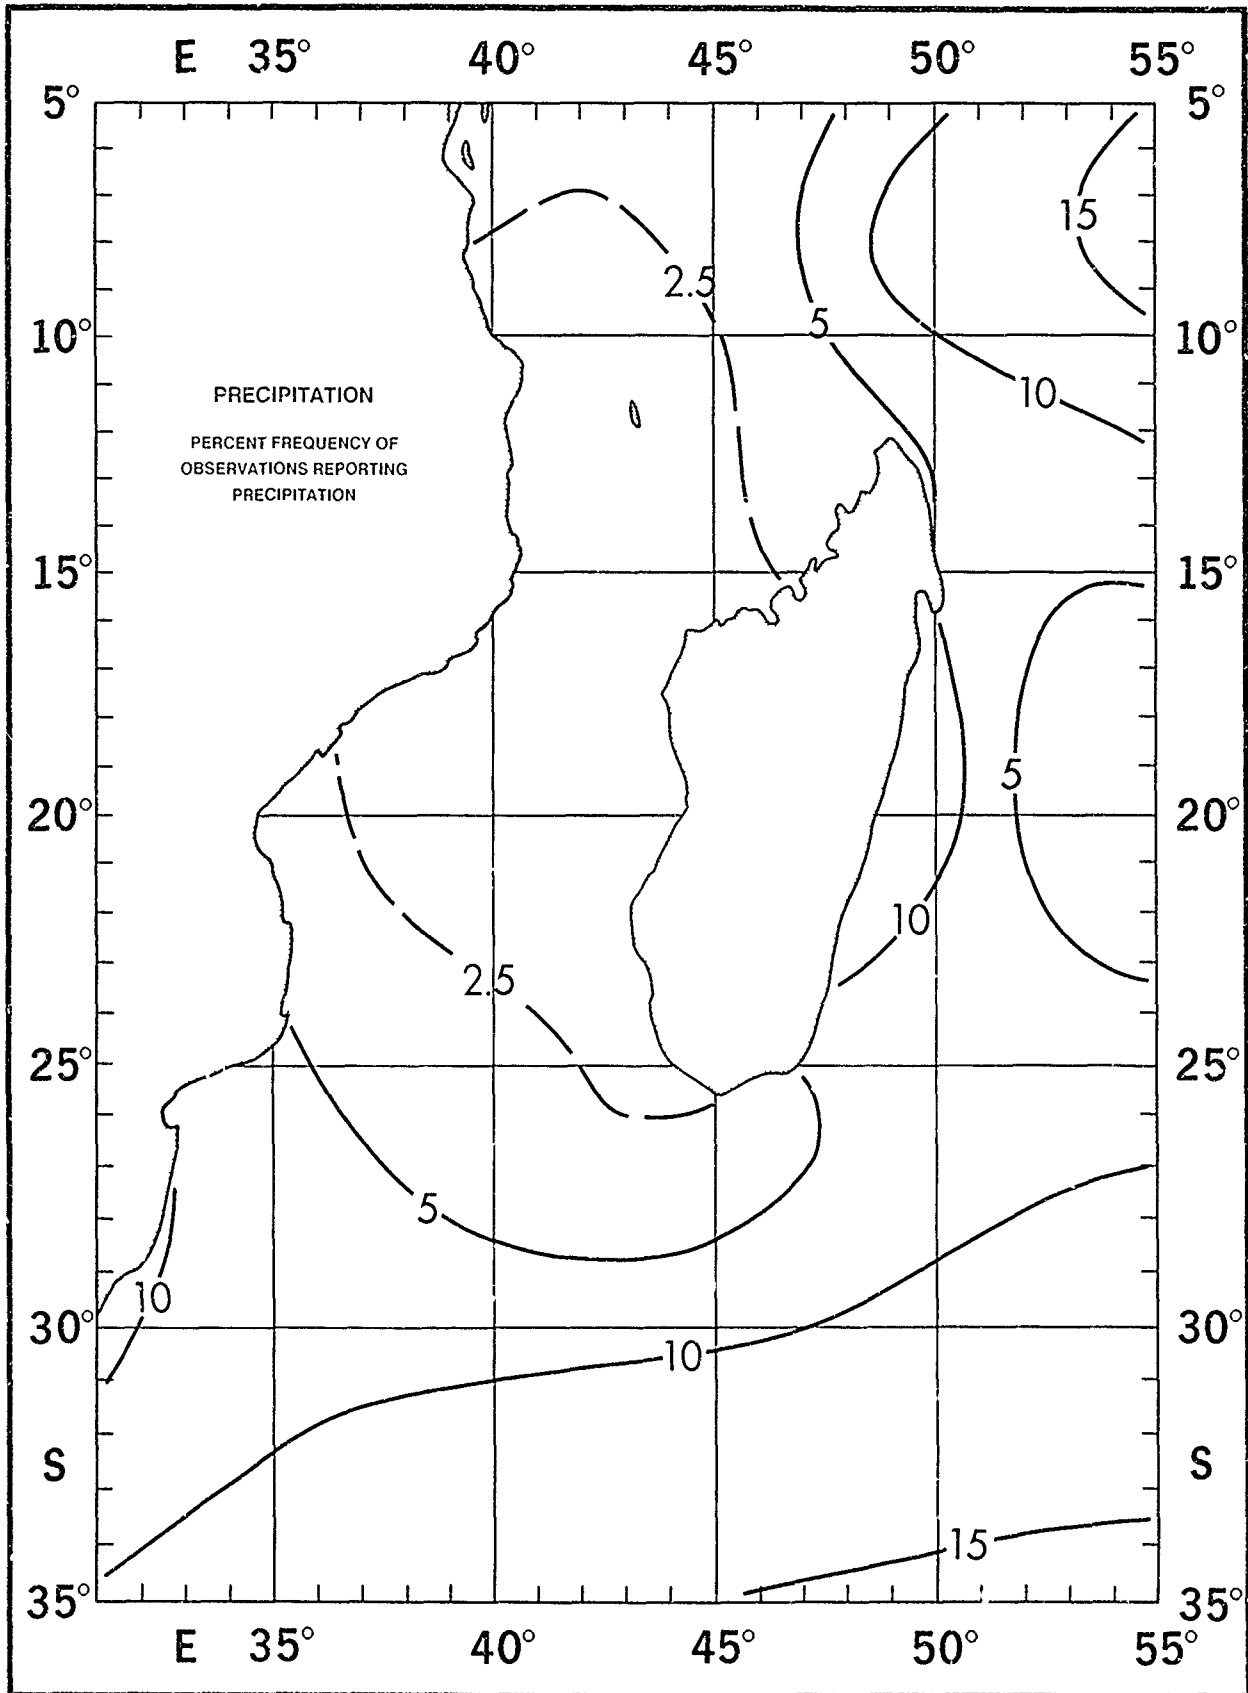 E 35° 40° 45° 50° 55°
5° 5°
15
2.5
5
10° 10°
10
PRECIPITATION
PERCENT FREQUENCY OF
OBSERVATIONS REPORTING
PRECIPITATION
15° 15°
5
20° 20°
10
2.5
25° 25°
5
10
30° 30°
10
S S
15
35° 35°
E 35° 40° 45° 50° 55°